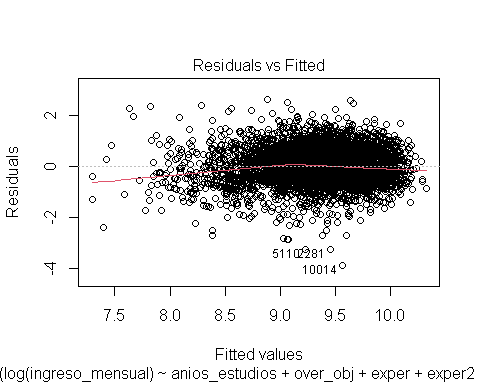 Residuals vs Fitted
Residuals
2
0
-2
-4
5110
2281
10014
7.5 8.0 8.5 9.0 9.5 10.0
Fitted values
(log(ingreso_mensual) ~ anios_estudios + over_obj + exper + exper2